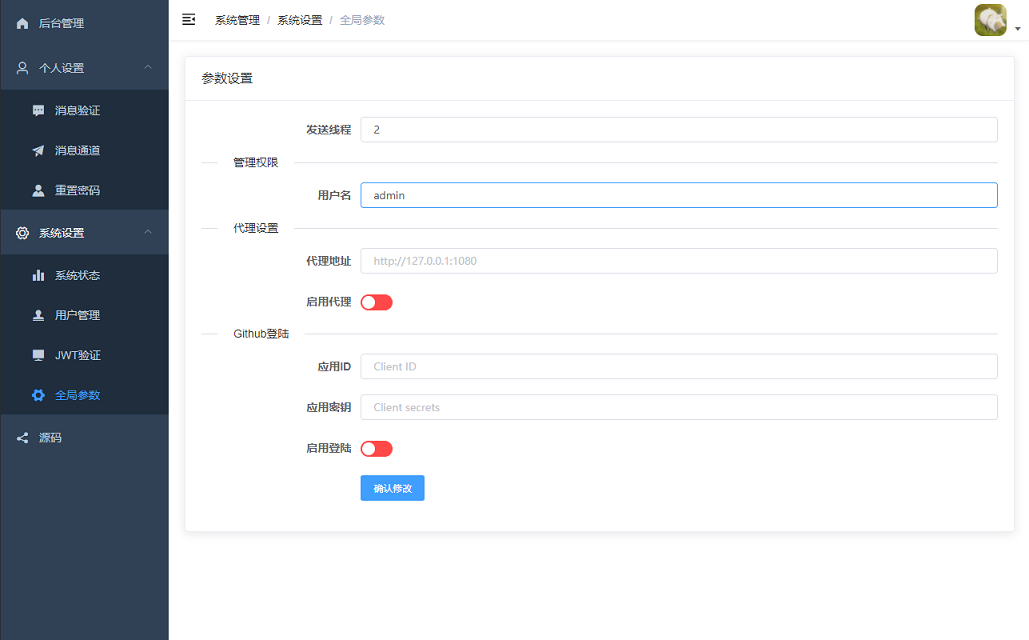 后台管理
个人设置
消息验证
消息通道
重置密码
系统设置
系统状态
用户管理
JWT验证
全局参数
源码
系统管理 / 系统设置 / 全局参数
参数设置
发送线程 2
管理权限
用户名 admin
代理设置
代理地址 http://127.0.0.1:1080
启用代理
Github登陆
应用ID Client ID
应用密钥 Client secrets
启用登陆
确认修改